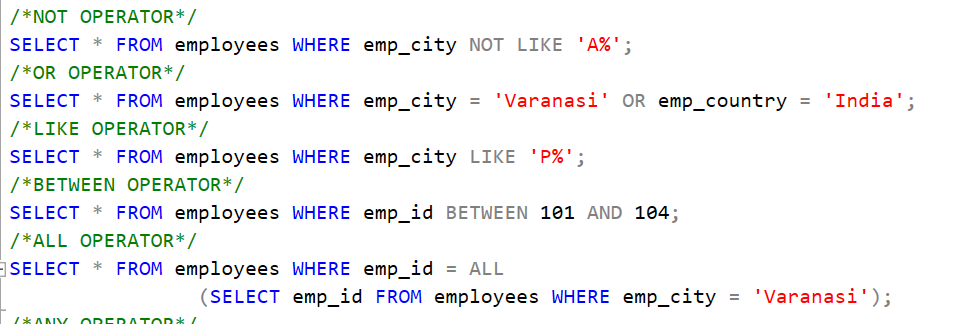 /*NOT OPERATOR*/
SELECT * FROM employees WHERE emp_city NOT LIKE 'A%';
/*OR OPERATOR*/
SELECT * FROM employees WHERE emp_city = 'Varanasi' OR emp_country = 'India';
/*LIKE OPERATOR*/
SELECT * FROM employees WHERE emp_city LIKE 'P%';
/*BETWEEN OPERATOR*/
SELECT * FROM employees WHERE emp_id BETWEEN 101 AND 104;
/*ALL OPERATOR*/
SELECT * FROM employees WHERE emp_id = ALL
(SELECT emp_id FROM employees WHERE emp_city = 'Varanasi');
/*ANY OPERATOR*/